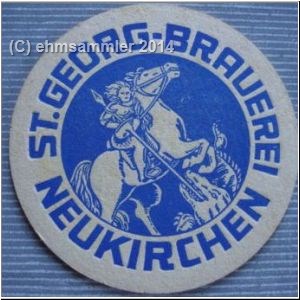 (C) ehmsammler 2014
ST.GEORG-BRAUEREI
NEUKIRCHEN